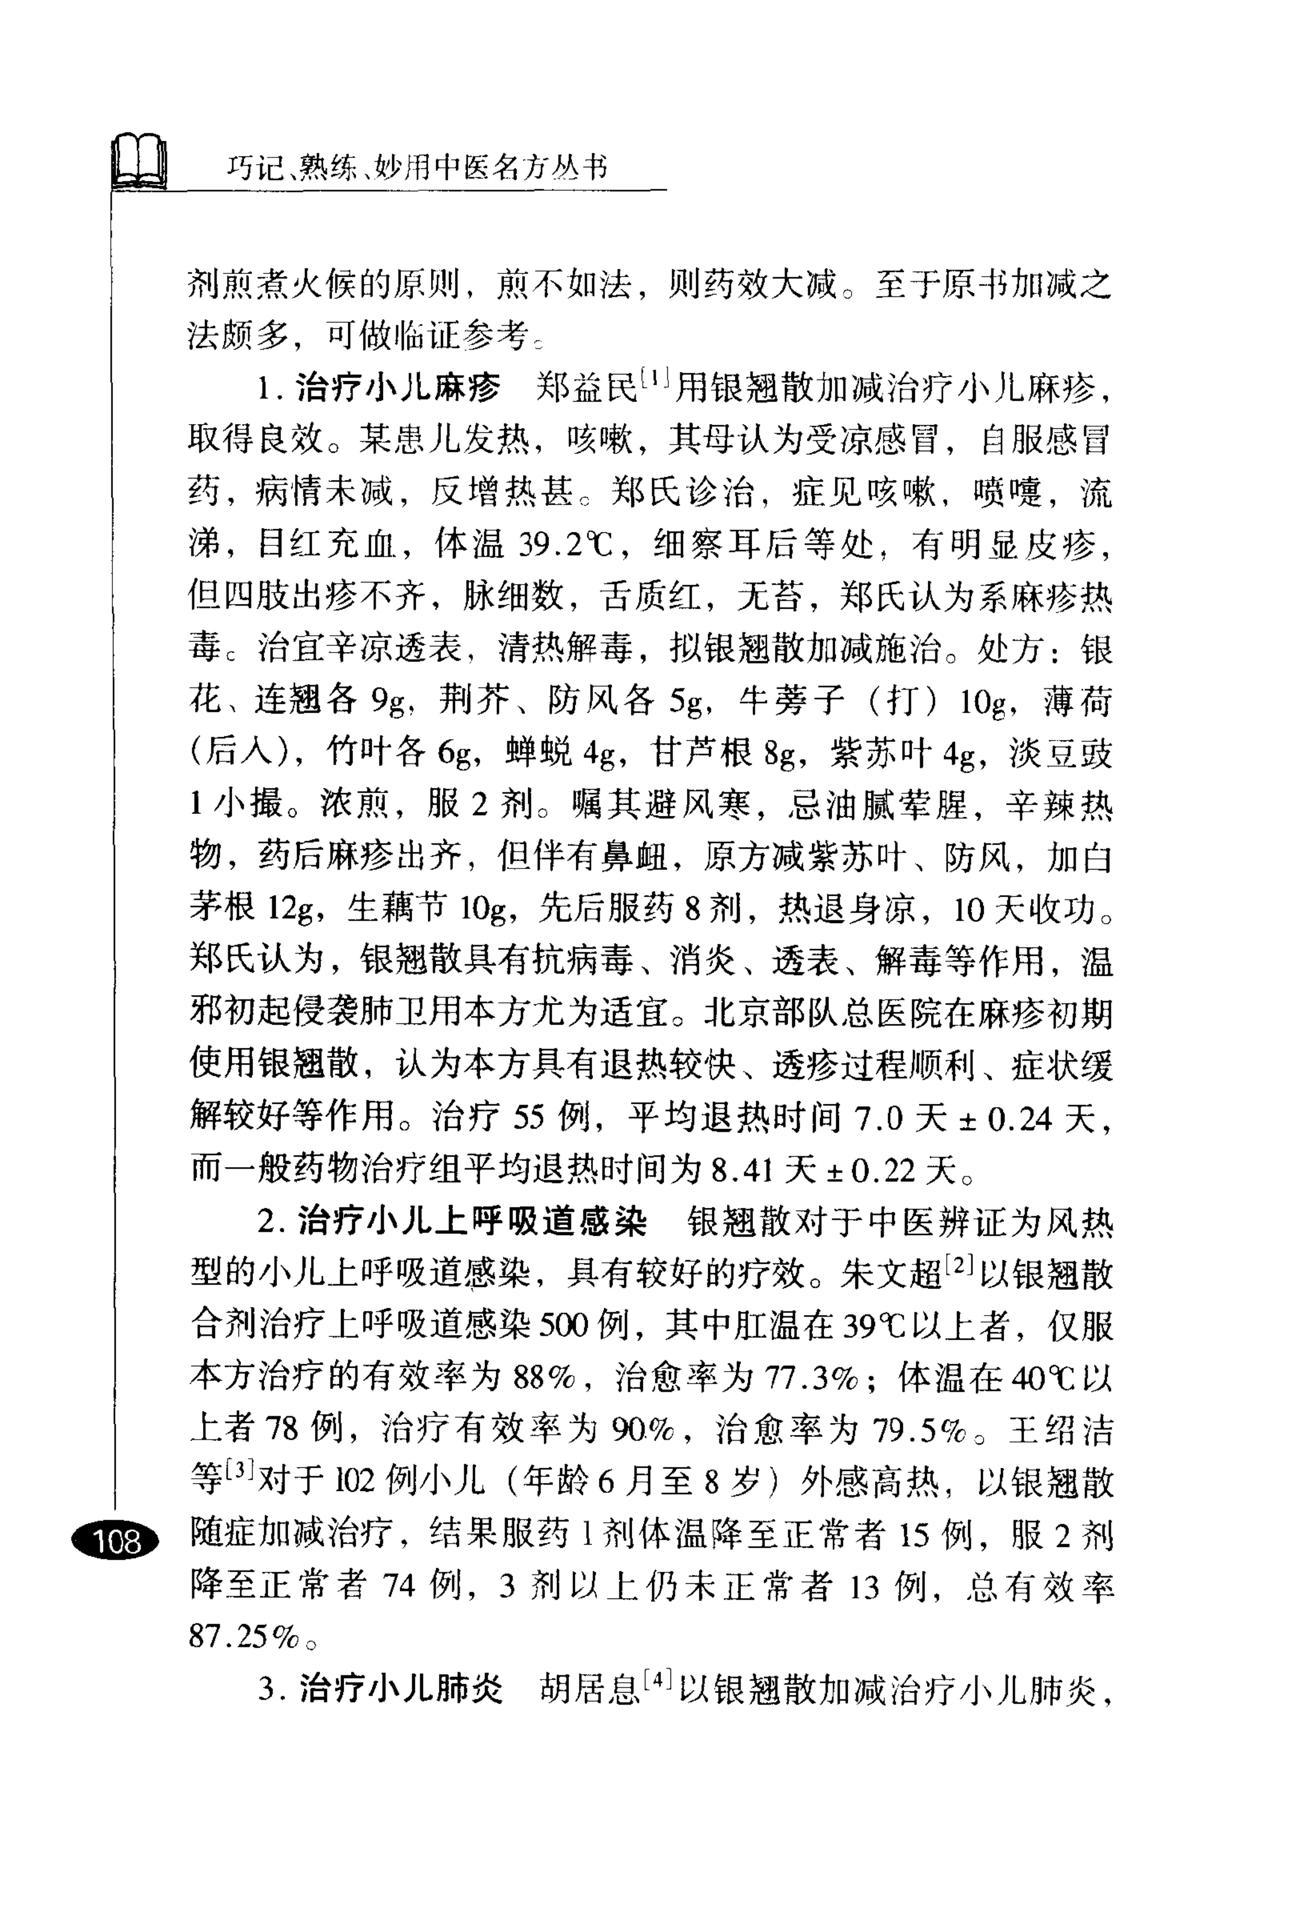 巧记、熟练、妙用中医名方丛书
剂煎煮火候的原则，煎不如法，则药效大减。至于原书加减之
法颇多，可做临证参考。
1. 治疗小儿麻疹　郑益民[1]用银翘散加减治疗小儿麻疹，
取得良效。某患儿发热，咳嗽，其母认为受凉感冒，自服感冒
药，病情未减，反增热甚。郑氏诊治，症见咳嗽，喷嚏，流
涕，目红充血，体温 39.2℃，细察耳后等处，有明显皮疹，
但四肢出疹不齐，脉细数，舌质红，无苔，郑氏认为系麻疹热
毒。治宜辛凉透表，清热解毒，拟银翘散加减施治。处方：银
花、连翘各 9g，荆芥、防风各 5g，牛蒡子（打）10g，薄荷
（后入），竹叶各 6g，蝉蜕 4g，甘芦根 8g，紫苏叶 4g，淡豆豉
1 小撮。浓煎，服 2 剂。嘱其避风寒，忌油腻荤腥，辛辣热
物，药后麻疹出齐，但伴有鼻衄，原方减紫苏叶、防风，加白
茅根 12g，生藕节 10g，先后服药 8 剂，热退身凉，10 天收功。
郑氏认为，银翘散具有抗病毒、消炎、透表、解毒等作用，温
邪初起侵袭肺卫用本方尤为适宜。北京部队总医院在麻疹初期
使用银翘散，认为本方具有退热较快、透疹过程顺利、症状缓
解较好等作用。治疗 55 例，平均退热时间 7.0 天 ± 0.24 天，
而一般药物治疗组平均退热时间为 8.41 天 ± 0.22 天。
2. 治疗小儿上呼吸道感染　银翘散对于中医辨证为风热
型的小儿上呼吸道感染，具有较好的疗效。朱文超[2]以银翘散
合剂治疗上呼吸道感染 500 例，其中肛温在 39℃以上者，仅服
本方治疗的有效率为 88%，治愈率为 77.3%；体温在 40℃以
上者 78 例，治疗有效率为 90%，治愈率为 79.5%。王绍洁
等[3]对于 102 例小儿（年龄 6 月至 8 岁）外感高热，以银翘散
随症加减治疗，结果服药 1 剂体温降至正常者 15 例，服 2 剂
降至正常者 74 例，3 剂以上仍未正常者 13 例，总有效率
87.25%。
3. 治疗小儿肺炎　胡居息[4]以银翘散加减治疗小儿肺炎，
108